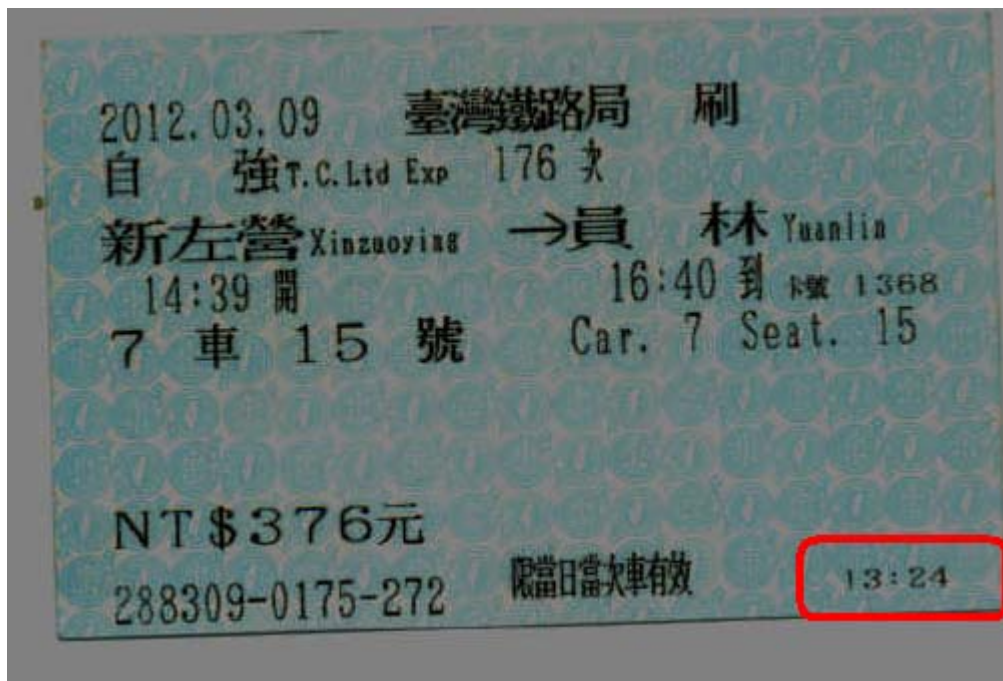 2012.03.09 臺灣鐵路局 刷
自 強 T.C.Ltd Exp 176 次
新左營 Xinzuoying →員 林 Yuanlin
14:39 開 16:40 到 卡號 1368
7 車 15 號 Car. 7 Seat. 15
NT$376元
288309-0175-272 限當日當次車有效 13:24